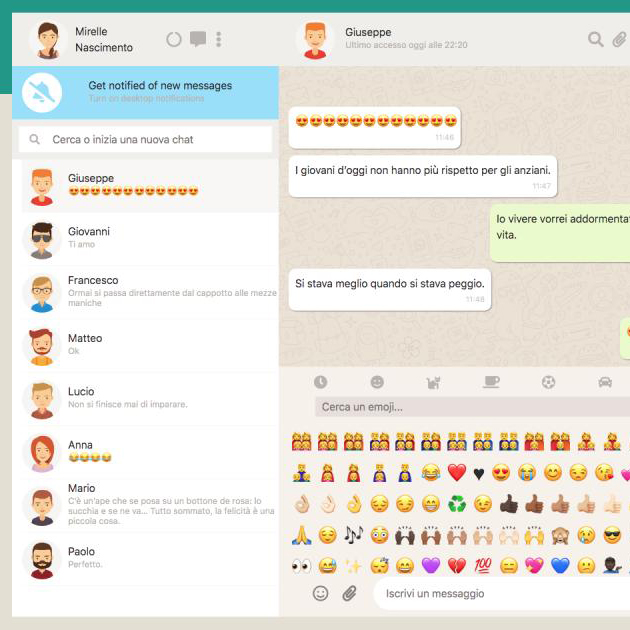 Mirelle
Nascimento
Giuseppe
Ultimo accesso oggi alle 22:20
Get notified of new messages
Turn on desktop notifications
Cerca o inizia una nuova chat
Giuseppe
😍😍😍😍😍😍😍😍😍😍😍😍
Giovanni
Ti amo
Francesco
Ormai si passa direttamente dal cappotto alle mezze
maniche
Matteo
Ok
Lucio
Non si finisce mai di imparare.
Anna
😂😂😂😂
Mario
C'è un'ape che se posa su un bottone de rosa: lo
succhia e se ne va... Tutto sommato, la felicità è una
piccola cosa.
Paolo
Perfetto.
😍😍😍😍😍😍😍😍😍😍😍😍
11:46
I giovani d'oggi non hanno più rispetto per gli anziani.
11:47
Io vivere vorrei addormentat
vita.
Si stava meglio quando si stava peggio.
11:48
Cerca un emoji...
100
Iscrivi un messaggio